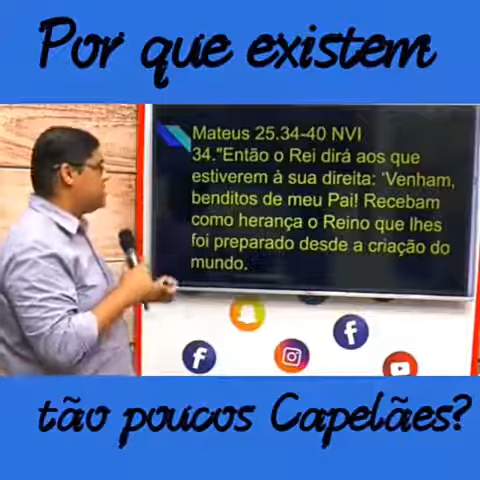 Por que existem
Mateus 25.34-40 NVI
34."Então o Rei dirá aos que
estiverem à sua direita: 'Venham,
benditos de meu Pai! Recebam
como herança o Reino que lhes
foi preparado desde a criação do
mundo.
tão poucos Capelães?